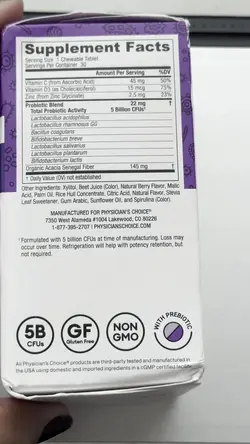 Supplement Facts
Serving Size: 1 Chewable Tablet
Servings Per Container: 30
Amount Per Serving %DV
Vitamin C (from Ascorbic Acid) 45 mg 50%
Vitamin D3 (as Cholecalciferol) 15 mcg 75%
Zinc (from Zinc Glycinate) 2.5 mg 23%
Probiotic Blend 22 mg †
Total Probiotic Activity 5 Billion CFUs*
Lactobacillus acidophilus
Lactobacillus rhamnosus GG
Bacillus coagulans
Bifidobacterium breve
Lactobacillus salivarius
Lactobacillus plantarum
Bifidobacterium lactis
Organic Acacia Senegal Fiber 145 mg †
† Daily Value (DV) not established
Other Ingredients: Xylitol, Beet Juice (Color), Natural Berry Flavor, Malic
Acid, Palm Oil, Rice Hull Concentrate, Citric Acid, Natural Flavor, Stevia
Leaf Sweetener, Gum Arabic, Sunflower Oil, and Spirulina (Color).
MANUFACTURED FOR PHYSICIAN'S CHOICE®
7350 West Alameda #1004 Lakewood, CO 80226
1-877-395-2707 | PHYSICIANSCHOICE.COM
* Formulated with 5 billion CFUs at time of manufacturing. Loss may
occur over time. Refrigeration will help with potency retention, but
not required.
5B
CFUs
GF
Gluten Free
NON
GMO
WITH PREBIOTIC
All Physician's Choice® products are third-party tested and manufactured in
the USA using domestic and imported ingredients in a cGMP certified facility.